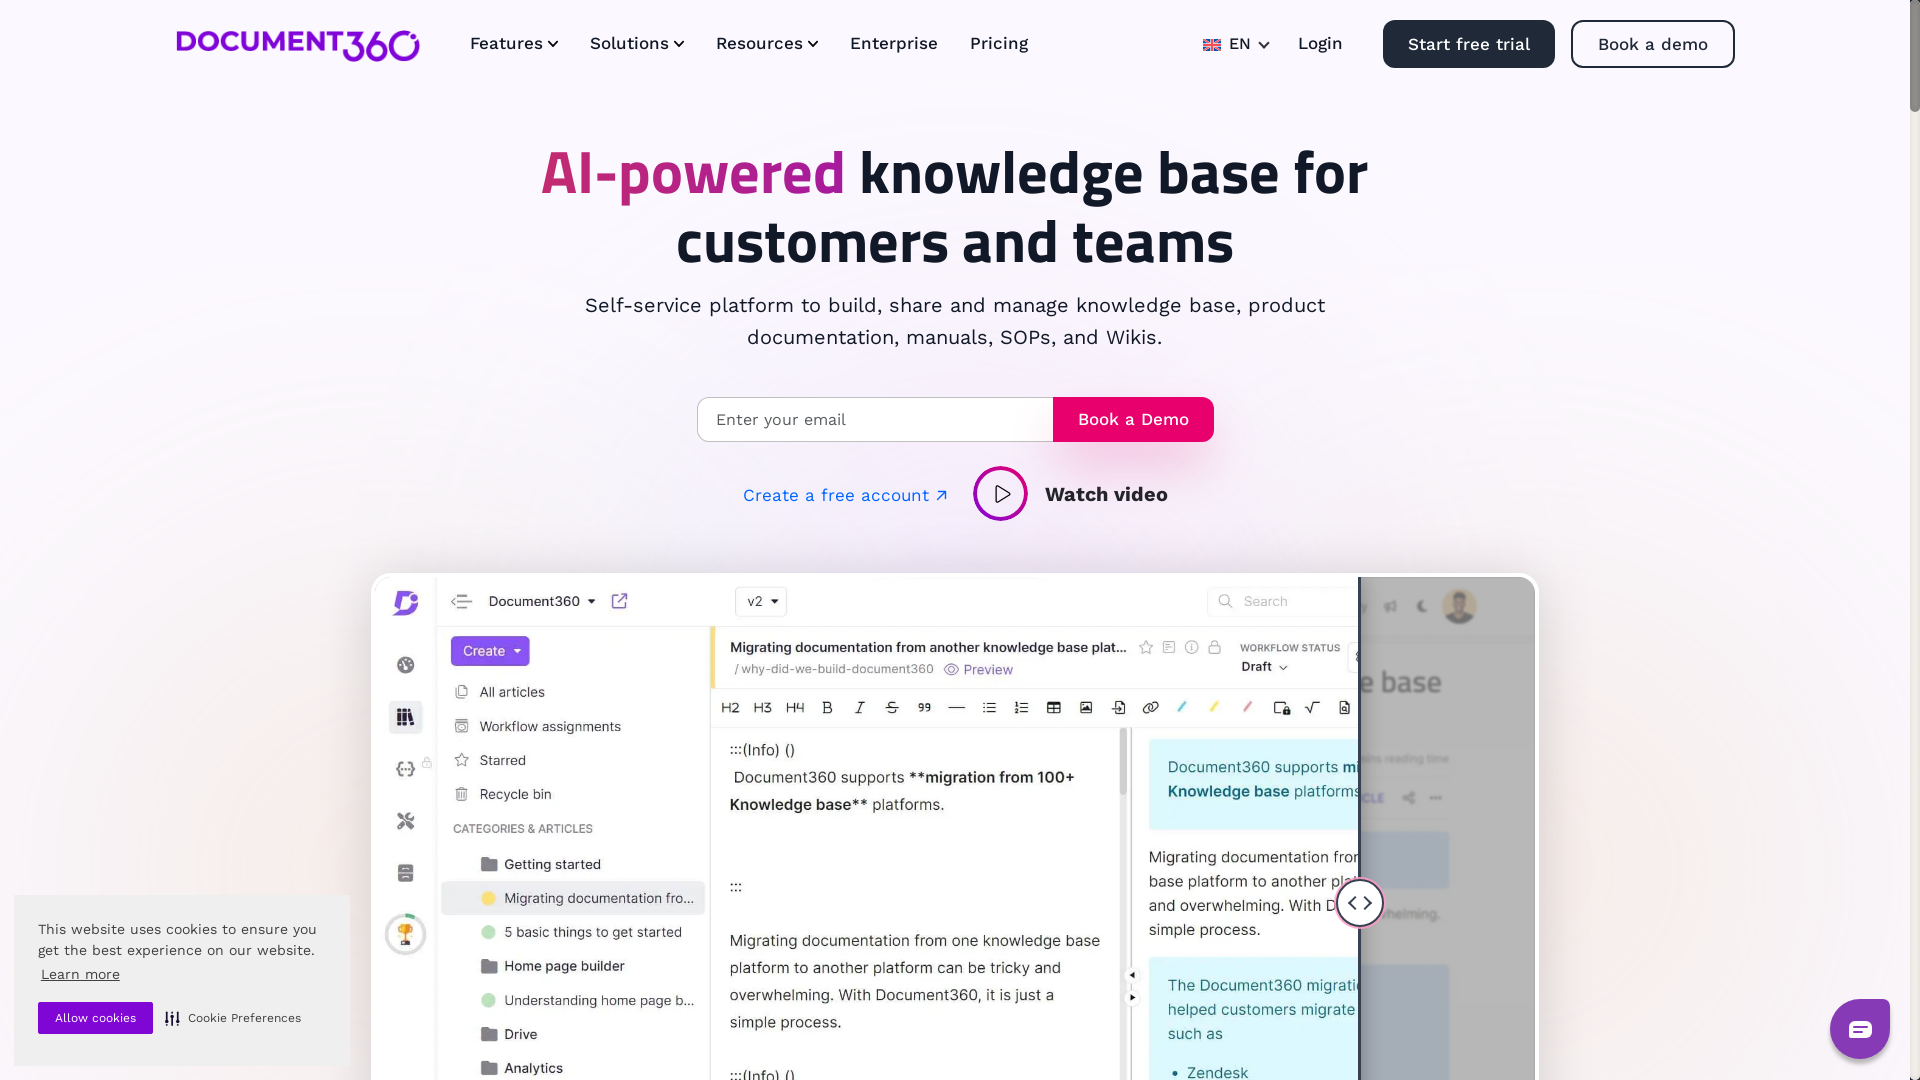 DOCUMENT360
Features
Solutions
Resources
Enterprise
Pricing
EN
Login
Start free trial
Book a demo
AI-powered knowledge base for
customers and teams
Self-service platform to build, share and manage knowledge base, product
documentation, manuals, SOPs, and Wikis.
Enter your email
Book a Demo
Create a free account
Watch video
Document360
v2
Search
Create
Migrating documentation from another knowledge base plat...
WORKFLOW STATUS
/ why-did-we-build-document360
Preview
Draft
e base
All articles
Workflow assignments
Starred
Recycle bin
CATEGORIES & ARTICLES
Getting started
Migrating documentation fro...
5 basic things to get started
Home page builder
Understanding home page b...
Drive
Analytics
H2 H3 H4 B I S
:::(Info) ()
Document360 supports **migration from 100+
Knowledge base** platforms.
:::
Migrating documentation from one knowledge base
platform to another platform can be tricky and
overwhelming. With Document360, it is just a
simple process.
:::(Info) ()
Document360 supports mi
Knowledge base platforms
ins reading time
CLE
Migrating documentation from
base platform to another pla
and overwhelming. With D
helming.
simple process.
The Document360 migrati
helped customers migrate
such as
• Zendesk
This website uses cookies to ensure you
get the best experience on our website.
Learn more
Allow cookies
Cookie Preferences